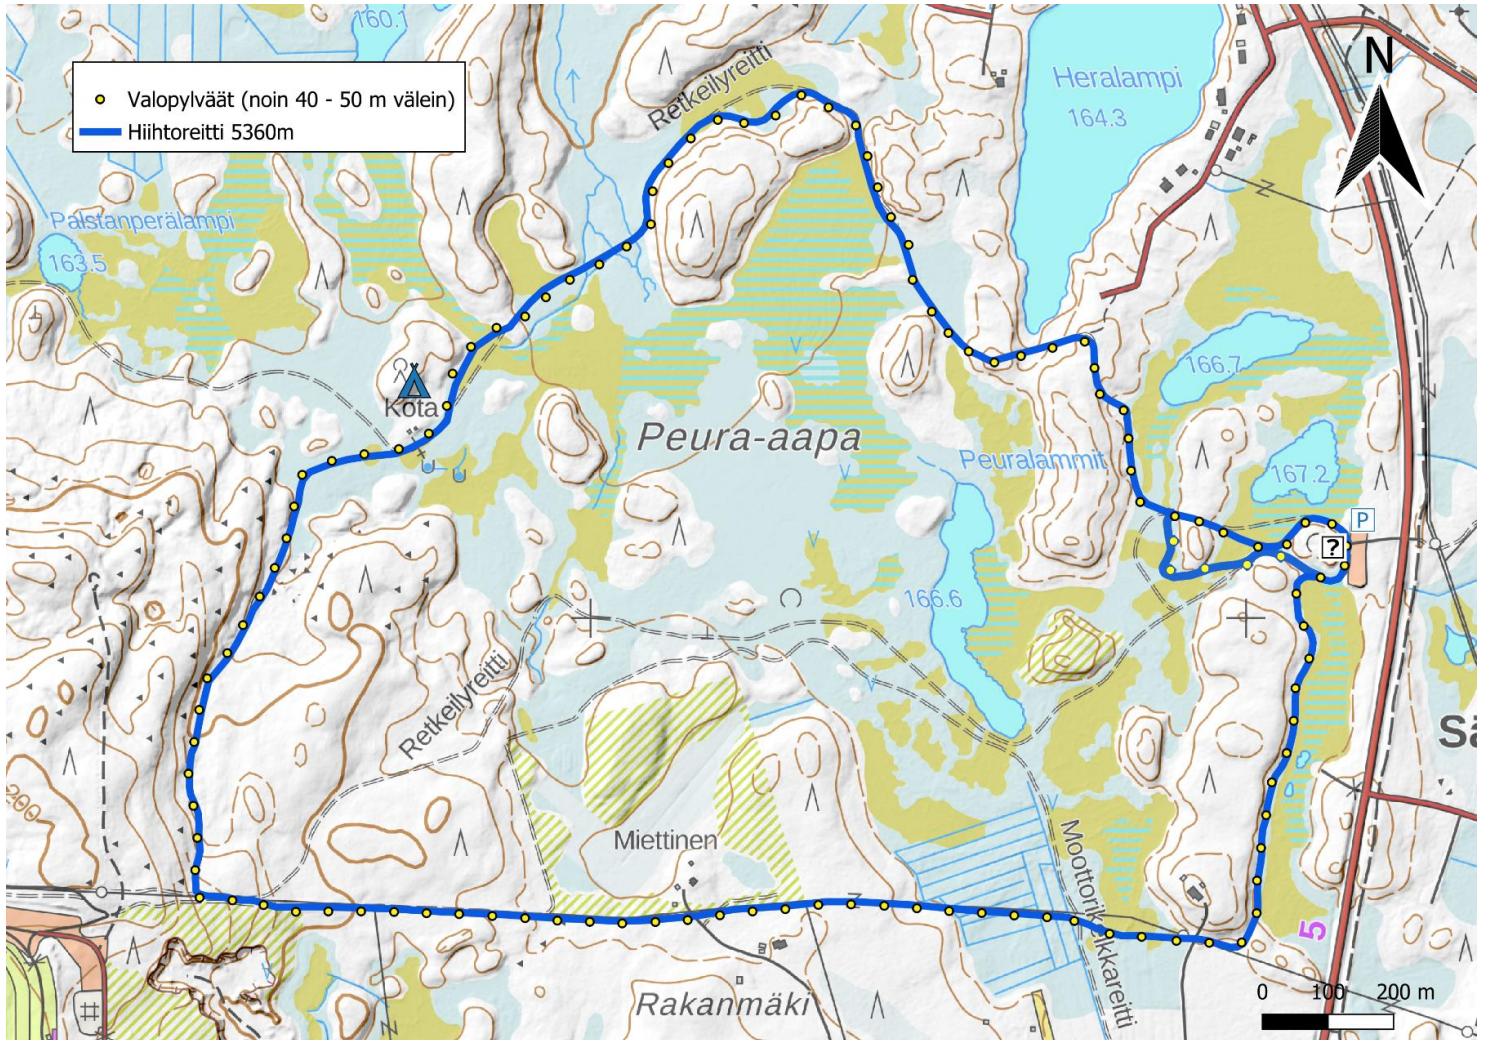 160.1
Valopylväät (noin 40 - 50 m välein)
Hiihtoreitti 5360m
Retkeilyreitti
Heralampi
164.3
N
Palstanperälampi
163.5
166.7
Kota
Peura-aapa
Peuralammit
167.2
P
?
166.6
Retkeilyreitti
Sä
200
Miettinen
Moottorikelkkareitti
5
Rakanmäki
0 100 200 m